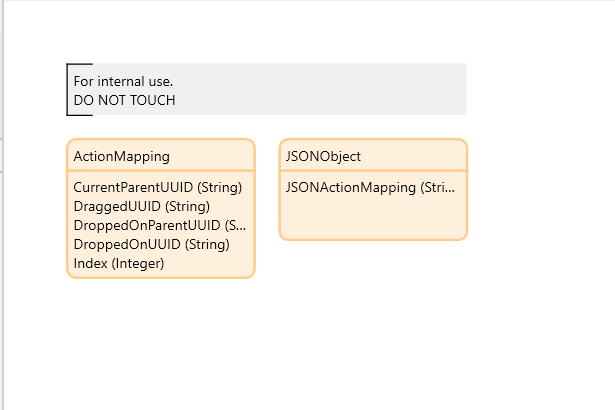 For internal use.
DO NOT TOUCH
ActionMapping
CurrentParentUUID (String)
DraggedUUID (String)
DroppedOnParentUUID (S...
DroppedOnUUID (String)
Index (Integer)
JSONObject
JSONActionMapping (Stri...